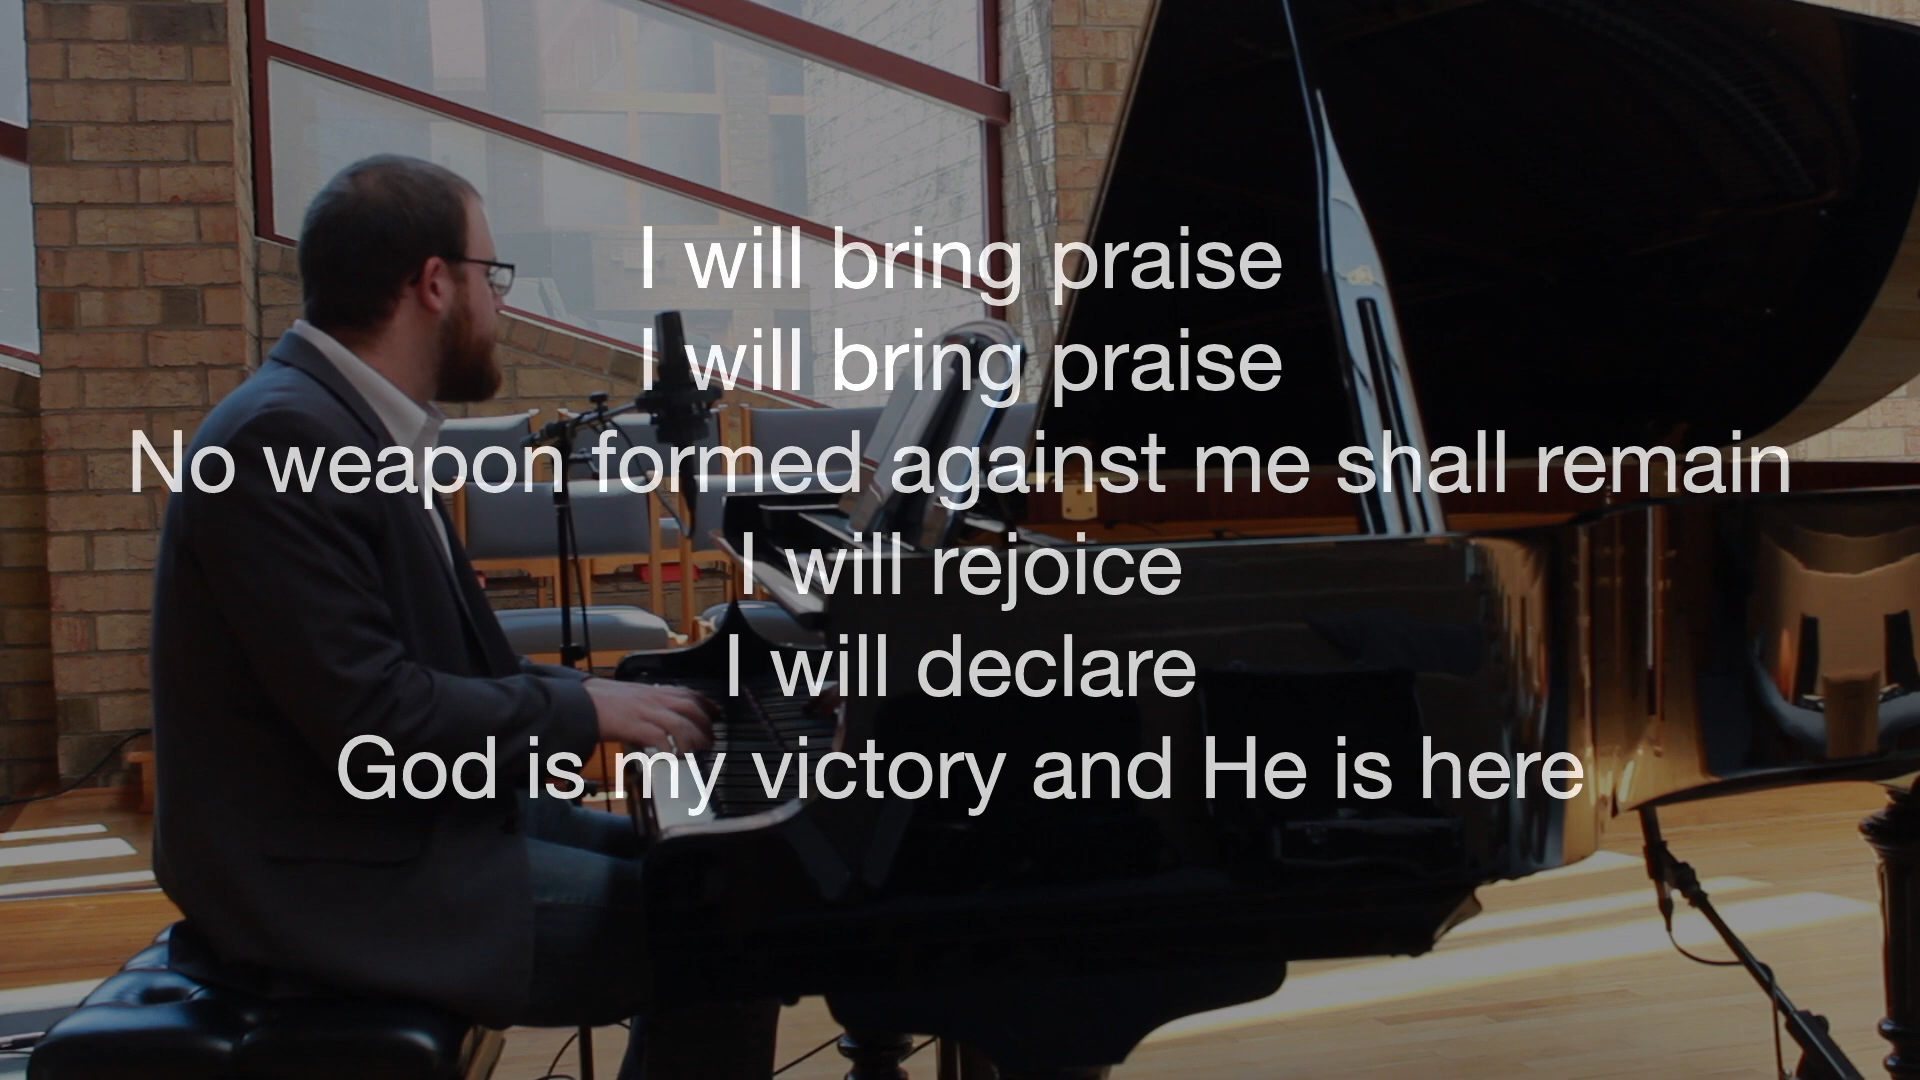 I will bring praise
I will bring praise
No weapon formed against me shall remain
I will rejoice
I will declare
God is my victory and He is here